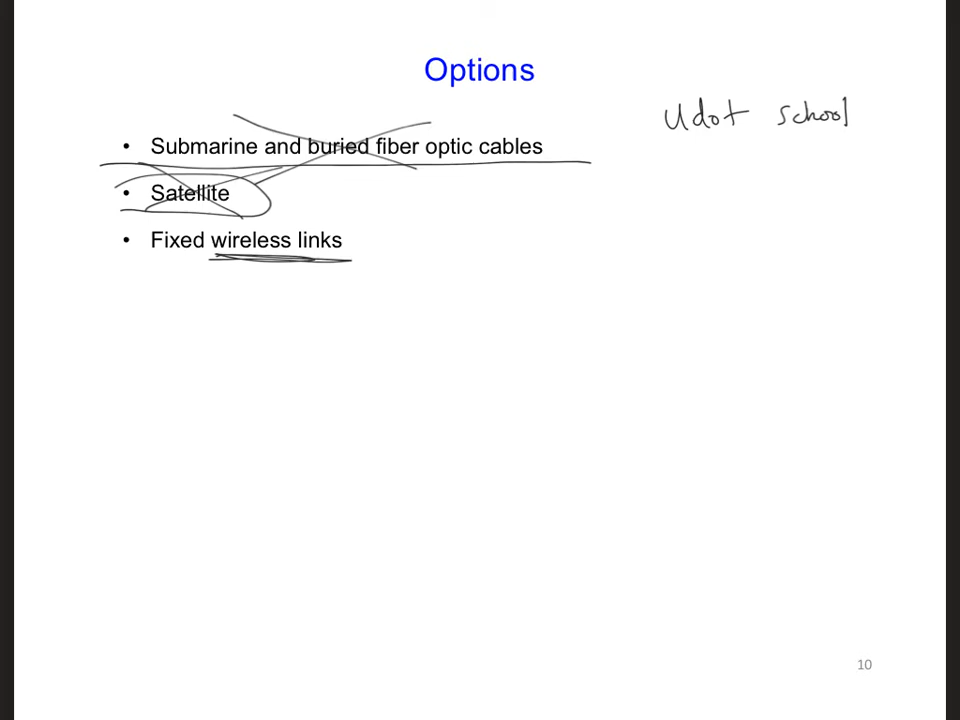 Options
udot school
• Submarine and buried fiber optic cables
• Satellite
• Fixed wireless links
10